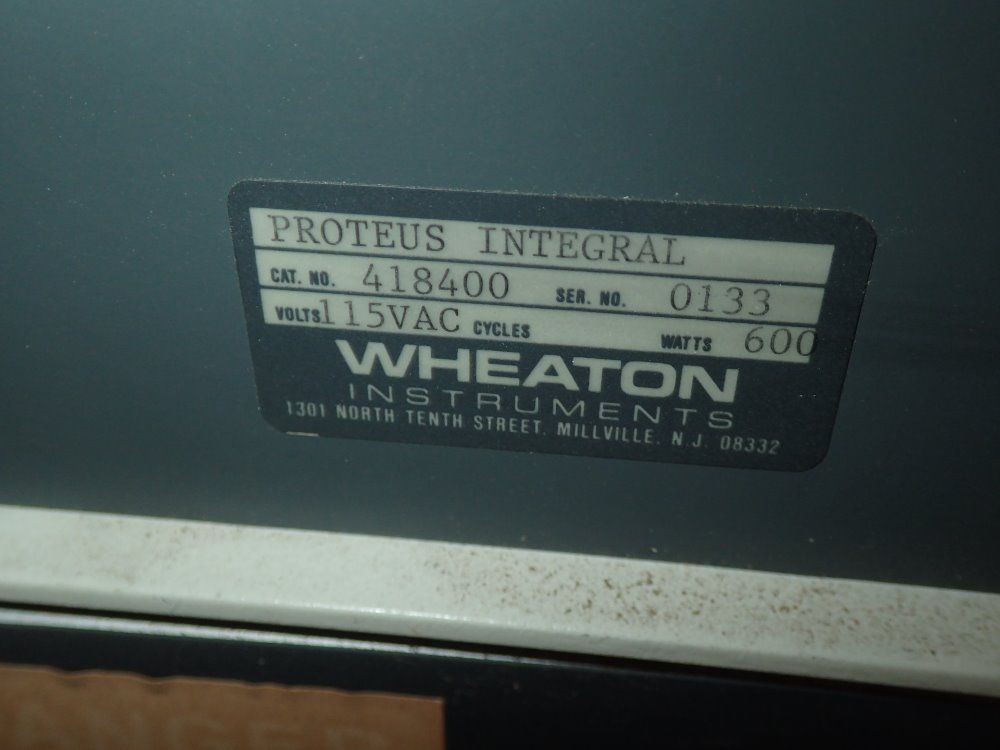 PROTEUS INTEGRAL
CAT. NO. 418400 SER. NO. 0133
VOLTS 115VAC CYCLES WATTS 600
WHEATON
INSTRUMENTS
1301 NORTH TENTH STREET, MILLVILLE, N.J. 08332